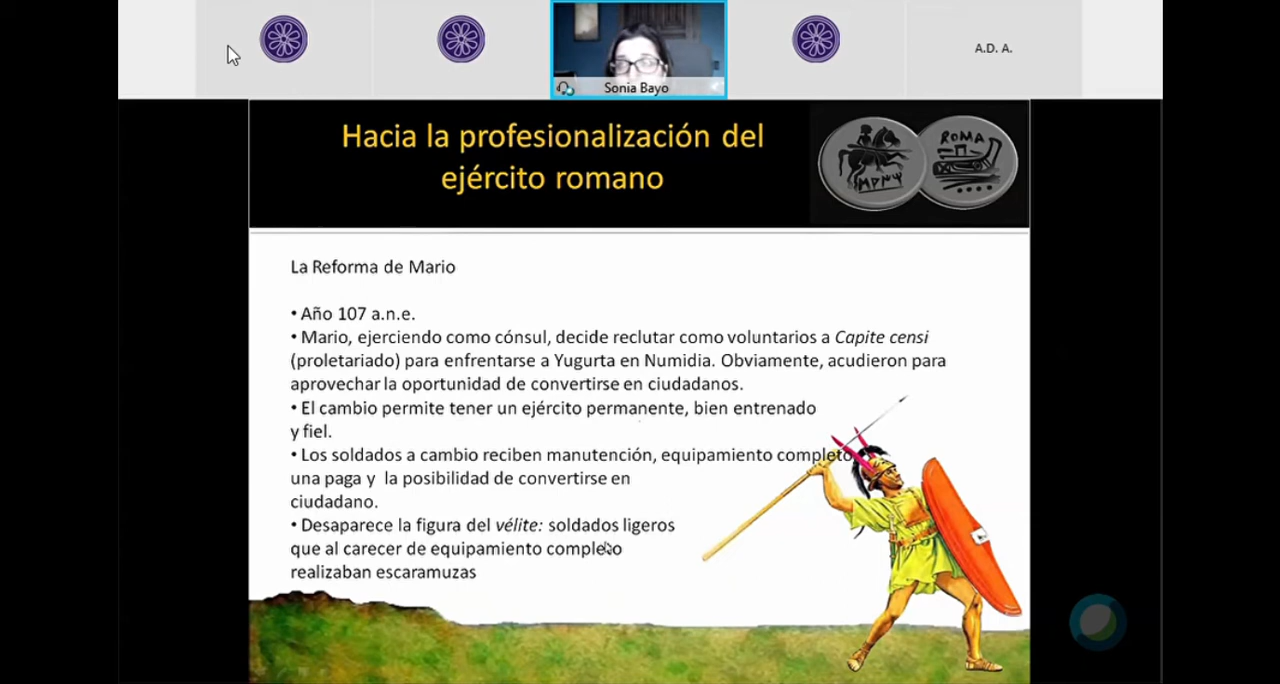 A.D. A.
Sonia Bayo
Hacia la profesionalización del
ejército romano
ROMA
La Reforma de Mario
• Año 107 a.n.e.
• Mario, ejerciendo como cónsul, decide reclutar como voluntarios a Capite censi
(proletariado) para enfrentarse a Yugurta en Numidia. Obviamente, acudieron para
aprovechar la oportunidad de convertirse en ciudadanos.
• El cambio permite tener un ejército permanente, bien entrenado
y fiel.
• Los soldados a cambio reciben manutención, equipamiento completo,
una paga y la posibilidad de convertirse en
ciudadano.
• Desaparece la figura del vélite: soldados ligeros
que al carecer de equipamiento completo
realizaban escaramuzas